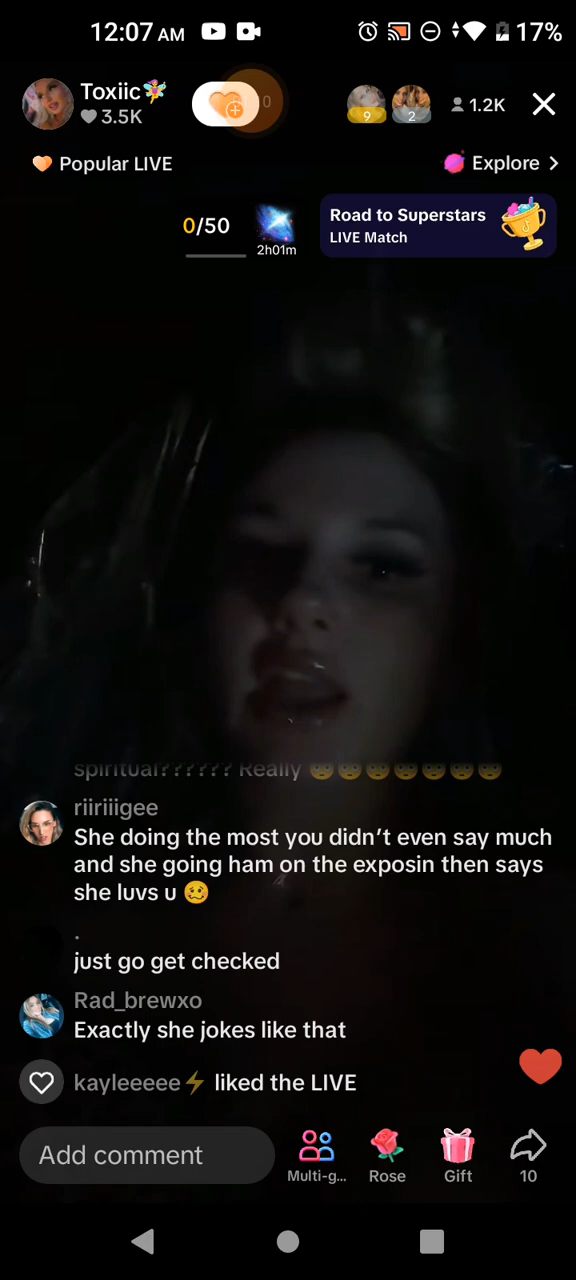 12:07 AM 17%
Toxiic🧚
3.5K
9
2
1.2K
Popular LIVE
Explore >
0/50
2h01m
Road to Superstars
LIVE Match
spiritual?????? Really 😳😳😳😳😳😳😳
riiriiigee
She doing the most you didn’t even say much
and she going ham on the exposin then says
she luvs u 🥴
.
just go get checked
Rad_brewxo
Exactly she jokes like that
kayleeeee⚡ liked the LIVE
Add comment
Multi-g...
Rose
Gift
10